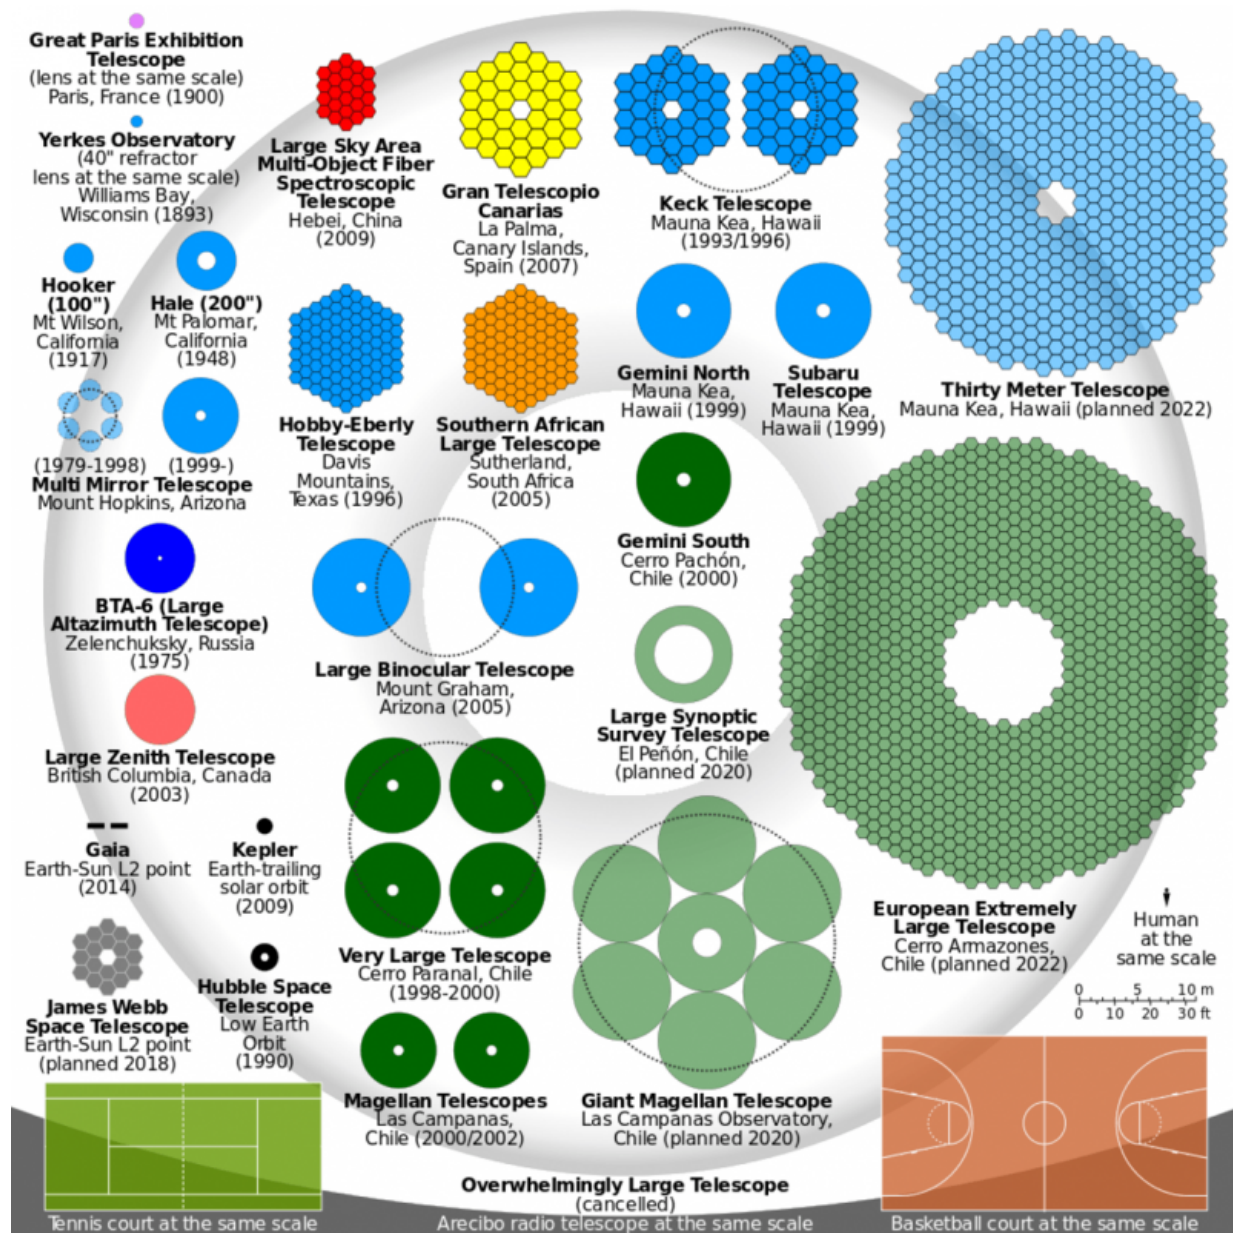 Great Paris Exhibition
Telescope
(lens at the same scale)
Paris, France (1900)
Yerkes Observatory
(40" refractor
lens at the same scale)
Williams Bay,
Wisconsin (1893)
Hooker
(100")
Mt Wilson,
California
(1917)
Hale (200")
Mt Palomar,
California
(1948)
(1979-1998) (1999-)
Multi Mirror Telescope
Mount Hopkins, Arizona
BTA-6 (Large
Altazimuth Telescope)
Zelenchuksky, Russia
(1975)
Large Zenith Telescope
British Columbia, Canada
(2003)
Gaia
Earth-Sun L2 point
(2014)
Kepler
Earth-trailing
solar orbit
(2009)
James Webb
Space Telescope
Earth-Sun L2 point
(planned 2018)
Hubble Space
Telescope
Low Earth
Orbit
(1990)
Large Sky Area
Multi-Object Fiber
Spectroscopic
Telescope
Hebei, China
(2009)
Gran Telescopio
Canarias
La Palma,
Canary Islands,
Spain (2007)
Keck Telescope
Mauna Kea, Hawaii
(1993/1996)
Hobby-Eberly
Telescope
Davis
Mountains,
Texas (1996)
Southern African
Large Telescope
Sutherland,
South Africa
(2005)
Gemini North
Mauna Kea,
Hawaii (1999)
Subaru
Telescope
Mauna Kea,
Hawaii (1999)
Thirty Meter Telescope
Mauna Kea, Hawaii (planned 2022)
Gemini South
Cerro Pachón,
Chile (2000)
Large Binocular Telescope
Mount Graham,
Arizona (2005)
Large Synoptic
Survey Telescope
El Peñón, Chile
(planned 2020)
Very Large Telescope
Cerro Paranal, Chile
(1998-2000)
Magellan Telescopes
Las Campanas,
Chile (2000/2002)
Giant Magellan Telescope
Las Campanas Observatory,
Chile (planned 2020)
European Extremely
Large Telescope
Cerro Armazones,
Chile (planned 2022)
Human
at the
same scale
0 5 10 m
0 10 20 30 ft
Overwhelmingly Large Telescope
(cancelled)
Tennis court at the same scale
Arecibo radio telescope at the same scale
Basketball court at the same scale